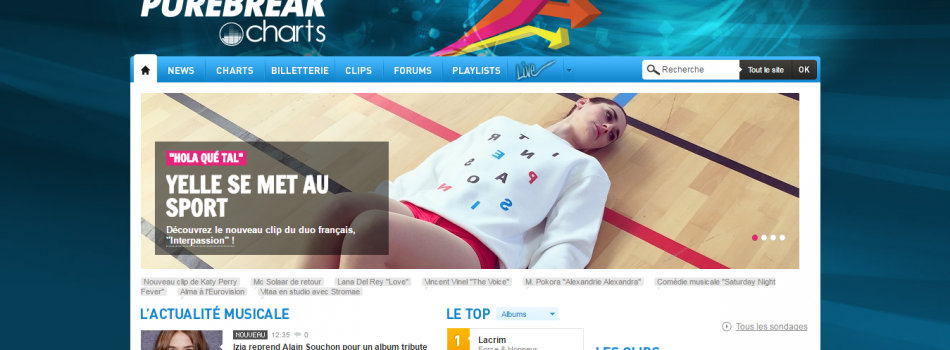 PUREBREAK
charts
NEWS CHARTS BILLETTERIE CLIPS FORUMS PLAYLISTS Live
Recherche Tout le site OK
"HOLA QUÉ TAL"
YELLE SE MET AU
SPORT
Découvrez le nouveau clip du duo français,
"Interpassion" !
Nouveau clip de Katy Perry Mc Solaar de retour Lana Del Rey "Love" Vincent Vinel "The Voice" M. Pokora "Alexandrie Alexandra" Comédie musicale "Saturday Night
Fever" Alma à l'Eurovision Vitaa en studio avec Stromae
L'ACTUALITÉ MUSICALE
NOUVEAU 12:35 0
Izïa reprend Alain Souchon pour un album tribute
LE TOP Albums
1 Lacrim
Force & Honneur
Toutes les sondages
LES CLIPS